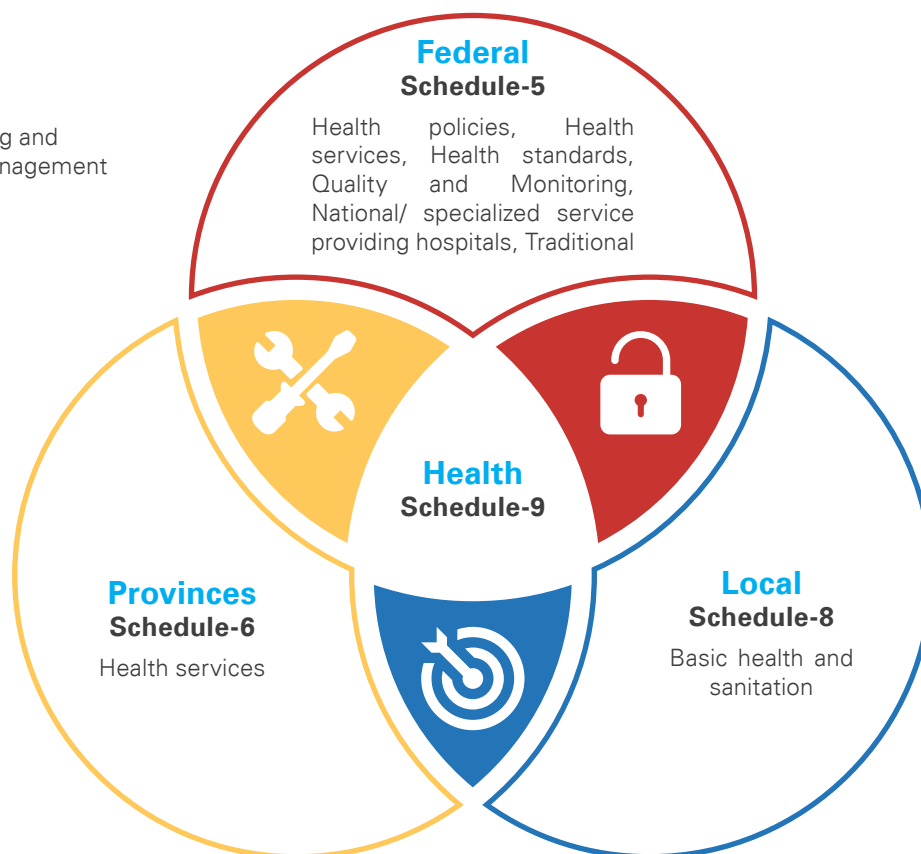 Federal
Schedule-5
Health policies, Health
services, Health standards,
Quality and Monitoring,
National/ specialized service
providing hospitals, Traditional
g and
nagement
Health
Schedule-9
Provinces
Schedule-6
Health services
Local
Schedule-8
Basic health and
sanitation